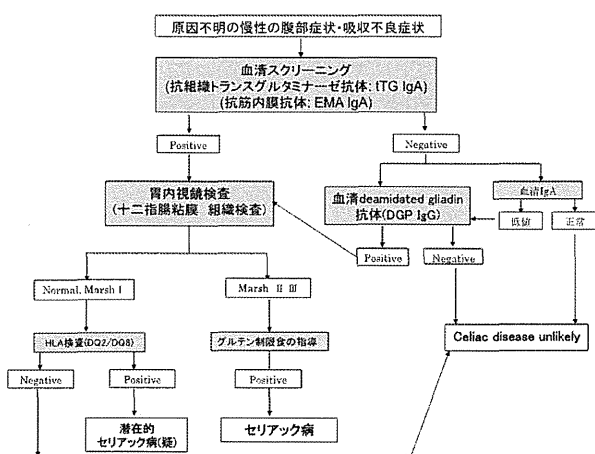 原因不明の慢性の腹部症状・吸収不良症状
血清スクリーニング
(抗組織トランスグルタミナーゼ抗体: tTG IgA)
(抗筋内膜抗体: EMA IgA)
Positive
Negative
胃内視鏡検査
(十二指腸粘膜 組織検査)
血清deamidated gliadin
抗体(DGP IgG)
血清IgA
低値
正常
Positive
Negative
Normal, Marsh I
Marsh II III
Celiac disease unlikely
HLA検査(DQ2/DQ8)
グルテン制限食の指導
Negative
Positive
Positive
潜在的
セリアック病(疑)
セリアック病